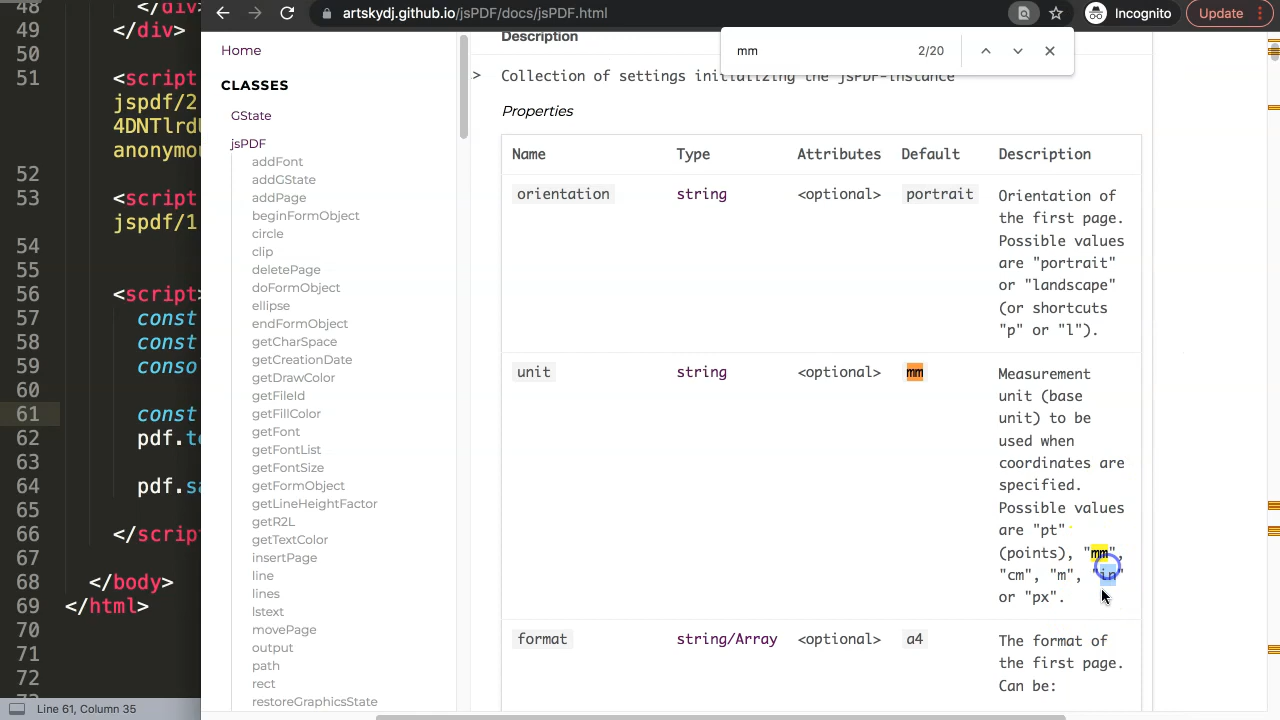 artskydj.github.io/jsPDF/docs/jsPDF.html
Incognito
Update
mm
2/20
48
49 </div>
50
51 <script
jspdf/2
4DNTlrd
anonymou
52
53 <script
jspdf/1
54
55
56 <script>
57 const
58 const
59 conso
60
61 const
62 pdf.te
63
64 pdf.sa
65
66 </script
67
68 </body>
69 </html>
70
71
72
Line 61, Column 35
Home
CLASSES
GState
jsPDF
addFont
addGState
addPage
beginFormObject
circle
clip
deletePage
doFormObject
ellipse
endFormObject
getCharSpace
getCreationDate
getDrawColor
getFileId
getFillColor
getFont
getFontList
getFontSize
getFormObject
getLineHeightFactor
getR2L
getTextColor
insertPage
line
lines
lstext
movePage
output
path
rect
restoreGraphicsState
Description
> Collection of settings initializing the jsPDF-instance
Properties
Name Type Attributes Default Description
orientation string <optional> portrait Orientation of
the first page.
Possible values
are "portrait"
or "landscape"
(or shortcuts
"p" or "l").
unit string <optional> mm Measurement
unit (base
unit) to be
used when
coordinates are
specified.
Possible values
are "pt"
(points), "mm",
"cm", "m", "in"
or "px".
format string/Array <optional> a4 The format of
the first page.
Can be: